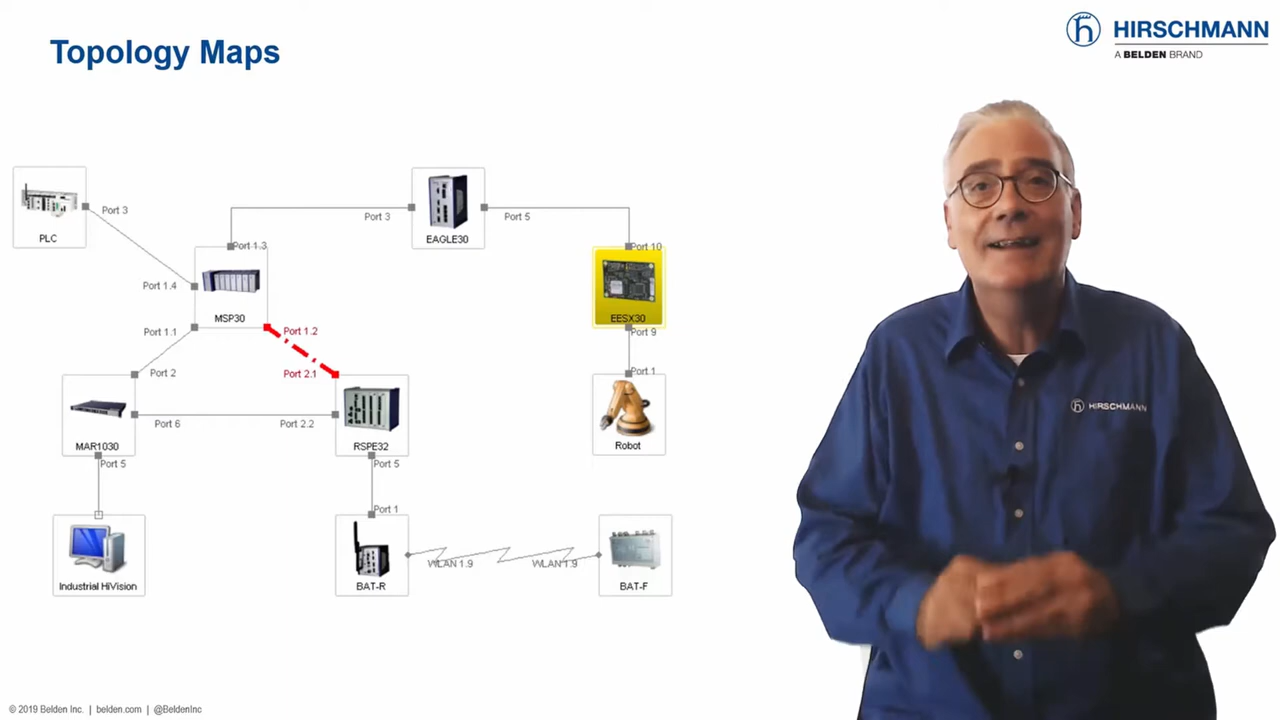 Topology Maps
HIRSCHMANN
A BELDEN BRAND
PLC
Port 3
Port 1.3
Port 3
EAGLE30
Port 5
Port 10
Port 1.4
MSP30
EESX30
Port 1.1
Port 1.2
Port 9
Port 2
Port 2.1
Port 1
MAR1030
Port 6
Port 2.2
RSPE32
Robot
HIRSCHMANN
Port 5
Port 5
Port 1
Industrial HiVision
BAT-R
WLAN 1.9
WLAN 1.9
BAT-F
© 2019 Belden Inc. | belden.com | @BeldenInc